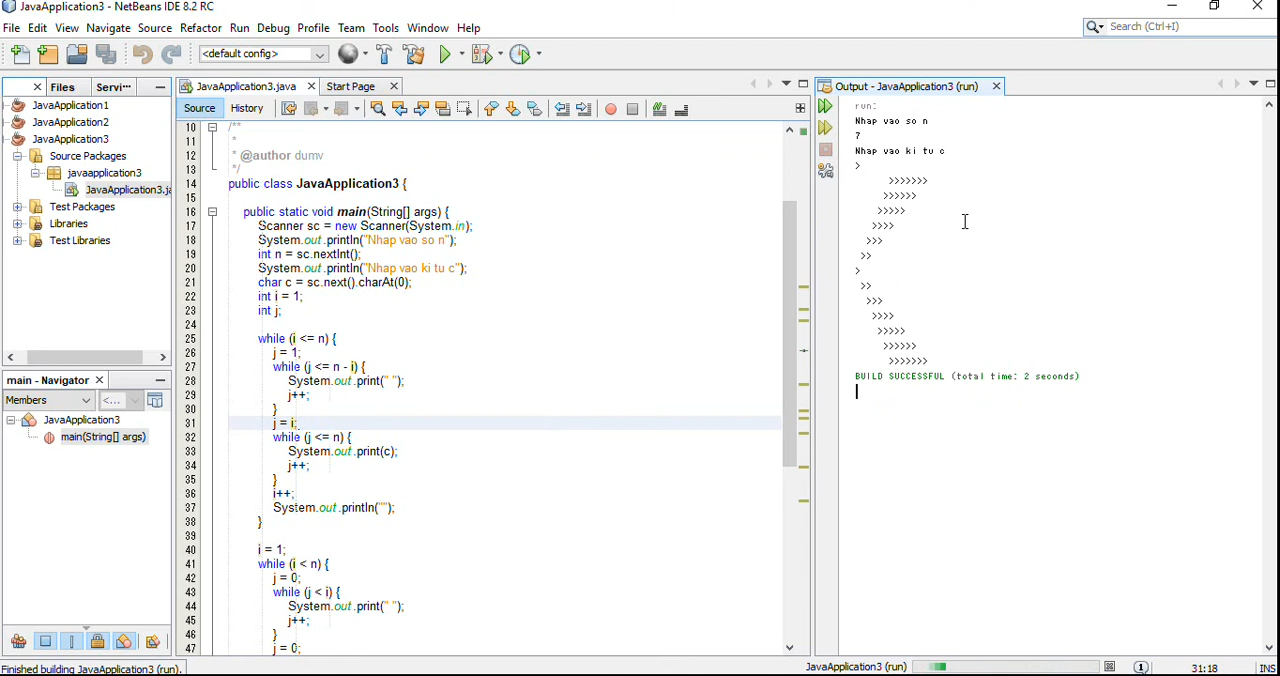 JavaApplication3 - NetBeans IDE 8.2 RC
File Edit View Navigate Source Refactor Run Debug Profile Team Tools Window Help
Search (Ctrl+I)
<default config>
Files Servi···
JavaApplication1
JavaApplication2
JavaApplication3
Source Packages
javaapplication3
JavaApplication3.ja
Test Packages
Libraries
Test Libraries
main - Navigator
Members <...
JavaApplication3
main(String[] args)
JavaApplication3.java Start Page
Source History
10 /**
11 *
12 * @author dumv
13 */
14 public class JavaApplication3 {
15
16 public static void main(String[] args) {
17 Scanner sc = new Scanner(System.in);
18 System.out.println("Nhap vao so n");
19 int n = sc.nextInt();
20 System.out.println("Nhap vao ki tu c");
21 char c = sc.next().charAt(0);
22 int i = 1;
23 int j;
24
25 while (i <= n) {
26 j = 1;
27 while (j <= n - i) {
28 System.out.print(" ");
29 j++;
30 }
31 j = i;
32 while (j <= n) {
33 System.out.print(c);
34 j++;
35 }
36 i++;
37 System.out.println("");
38 }
39
40 i = 1;
41 while (i < n) {
42 j = 0;
43 while (j < i) {
44 System.out.print(" ");
45 j++;
46 }
47 j = 0;
Output - JavaApplication3 (run)
run:
Nhap vao so n
7
Nhap vao ki tu c
>
>>>>>>>
>>>>>>
>>>>>
>>>>
>>>
>>
>
>>
>>>
>>>>
>>>>>
>>>>>>
>>>>>>>
BUILD SUCCESSFUL (total time: 2 seconds)
Finished building JavaApplication3 (run).
JavaApplication3 (run) 1 31:18 INS